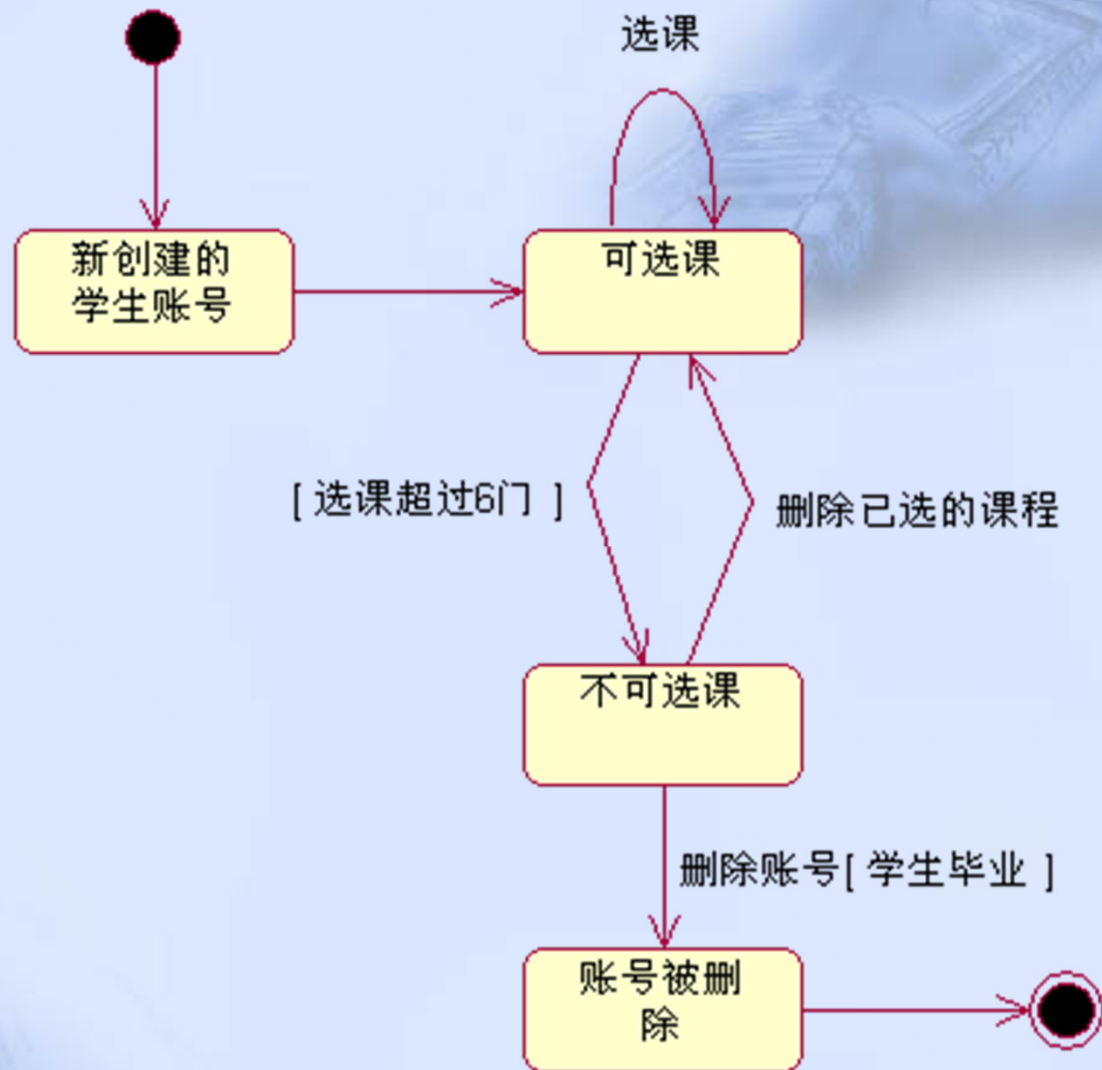 选课
新创建的
学生账号
可选课
[ 选课超过6门 ]
删除已选的课程
不可选课
删除账号[ 学生毕业 ]
账号被删
除